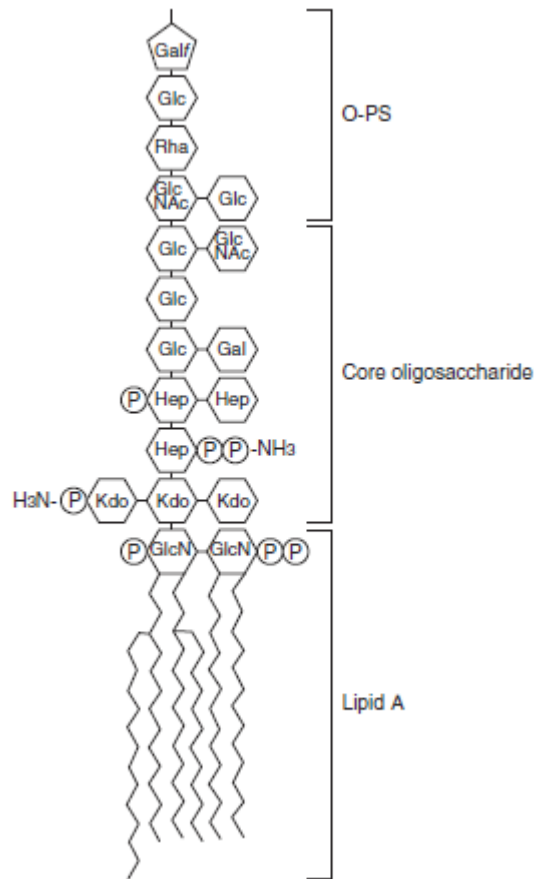 Galf
Glc
O-PS
Rha
Glc
NAc
Glc
Glc
Glc
NAc
Glc
Glc
Gal
Core oligosaccharide
P
Hep
Hep
Hep
P
P
-NH3
H3N-
P
Kdo
Kdo
Kdo
P
GlcN
GlcN
P
P
Lipid A